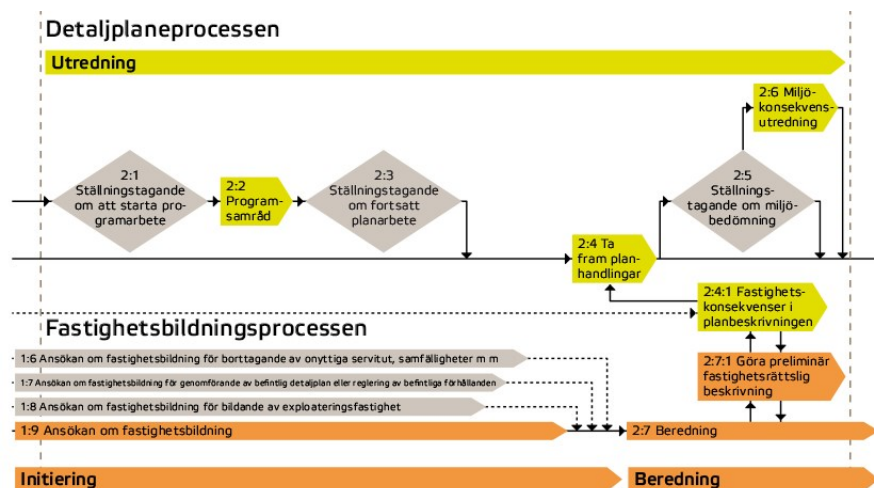 Detaljplaneprocessen
Utredning
2:6 Miljö-
konsekvens-
utredning
2:1
Ställningstagande
om att starta pro-
gramarbete
2:2
Program-
samråd
2:3
Ställningstagande
om fortsatt
planarbete
2:5
Ställnings-
tagande om miljö-
bedömning
2:4 Ta
fram plan-
handlingar
2:4:1 Fastighets-
konsekvenser i
planbeskrivningen
Fastighetsbildningsprocessen
1:6 Ansökan om fastighetsbildning för borttagande av onyttiga servitut, samfälligheter m m
1:7 Ansökan om fastighetsbildning för genomförande av befintlig detaljplan eller reglering av befintliga förhållanden
1:8 Ansökan om fastighetsbildning för bildande av exploateringsfastighet
1:9 Ansökan om fastighetsbildning
2:7:1 Göra preliminär
fastighetsrättslig
beskrivning
2:7 Beredning
Initiering
Beredning